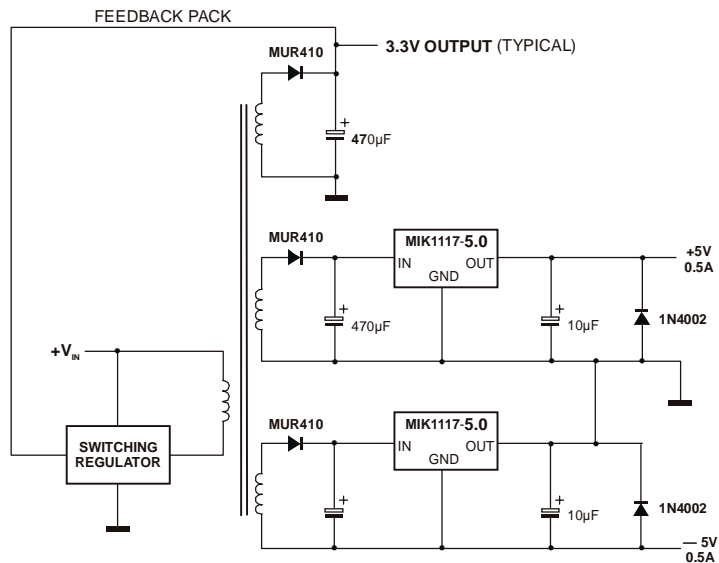 FEEDBACK PACK
3.3V OUTPUT (TYPICAL)
MUR410
+
470µF
MUR410
MIK1117-5.0
IN
OUT
GND
+
470µF
+
10µF
1N4002
+5V
0.5A
+VIN
SWITCHING
REGULATOR
MUR410
MIK1117-5.0
IN
OUT
GND
+
+
10µF
1N4002
— 5V
0.5A